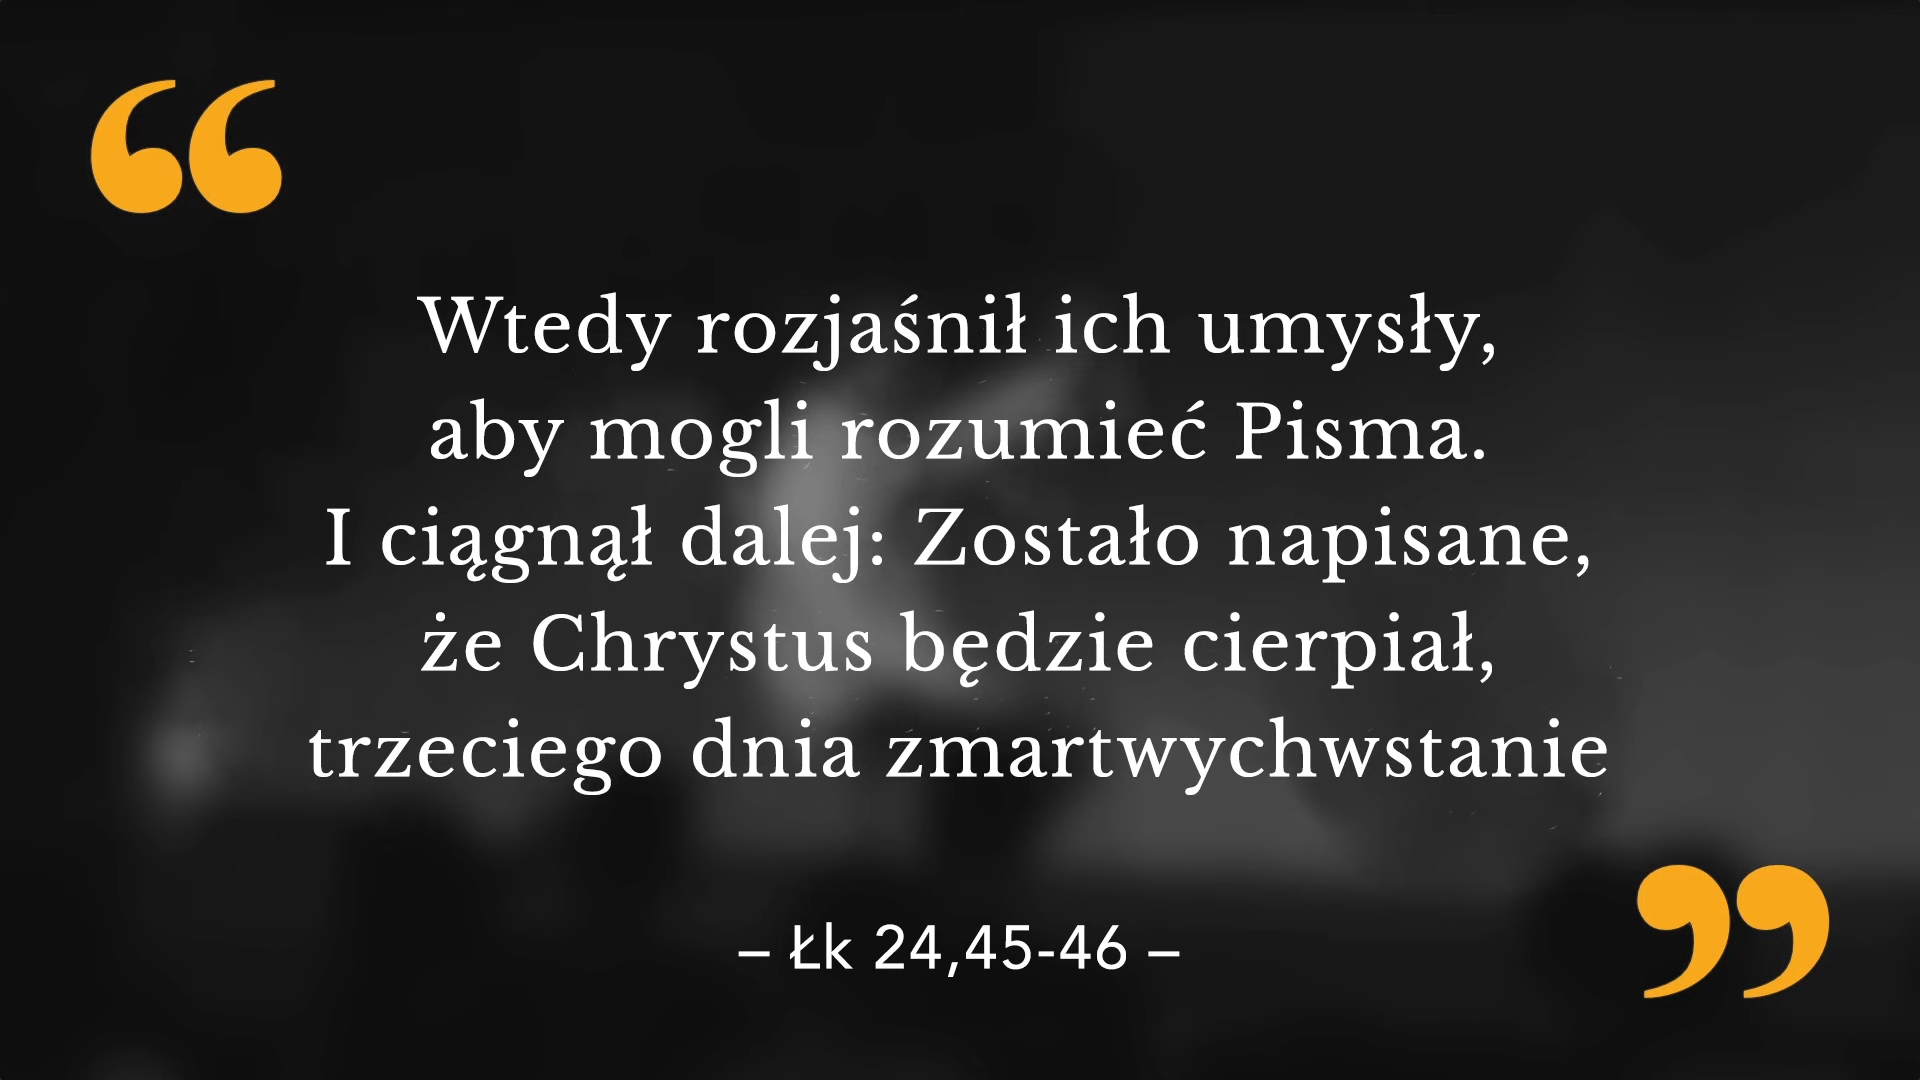 “
Wtedy rozjaśnił ich umysły,
aby mogli rozumieć Pisma.
I ciągnął dalej: Zostało napisane,
że Chrystus będzie cierpiał,
trzeciego dnia zmartwychwstanie
”
– Łk 24,45-46 –